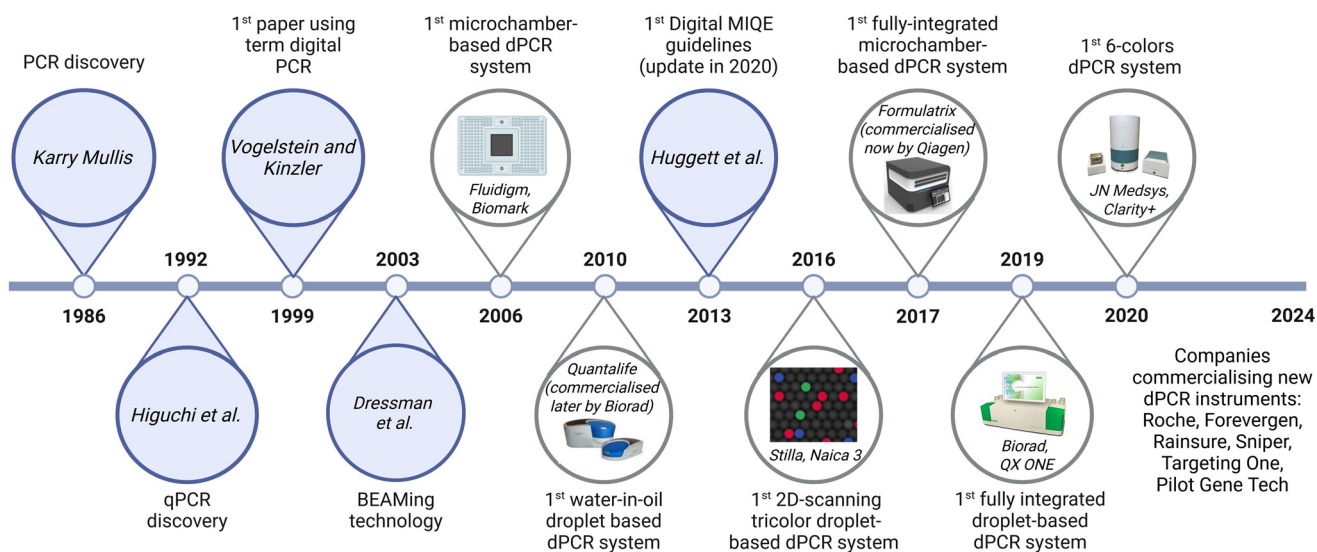 PCR discovery
Karry Mullis
1986
1992
Higuchi et al.
qPCR
discovery
1st paper using
term digital
PCR
Vogelstein and
Kinzler
1999
2003
Dressman
et al.
BEAMing
technology
1st microchamber-
based dPCR
system
Fluidigm,
Biomark
2006
2010
Quantalife
(commercialised
later by Biorad)
1st water-in-oil
droplet based
dPCR system
1st Digital MIQE
guidelines
(update in 2020)
Huggett et al.
2013
2016
Stilla, Naica 3
1st 2D-scanning
tricolor droplet-
based dPCR system
1st fully-integrated
microchamber-
based dPCR system
Formulatrix
(commercialised
now by Qiagen)
2017
2019
Biorad,
QX ONE
1st fully integrated
droplet-based
dPCR system
1st 6-colors
dPCR system
JN Medsys,
Clarity+
2020
2024
Companies
commercialising new
dPCR instruments:
Roche, Forevergen,
Rainsure, Sniper,
Targeting One,
Pilot Gene Tech